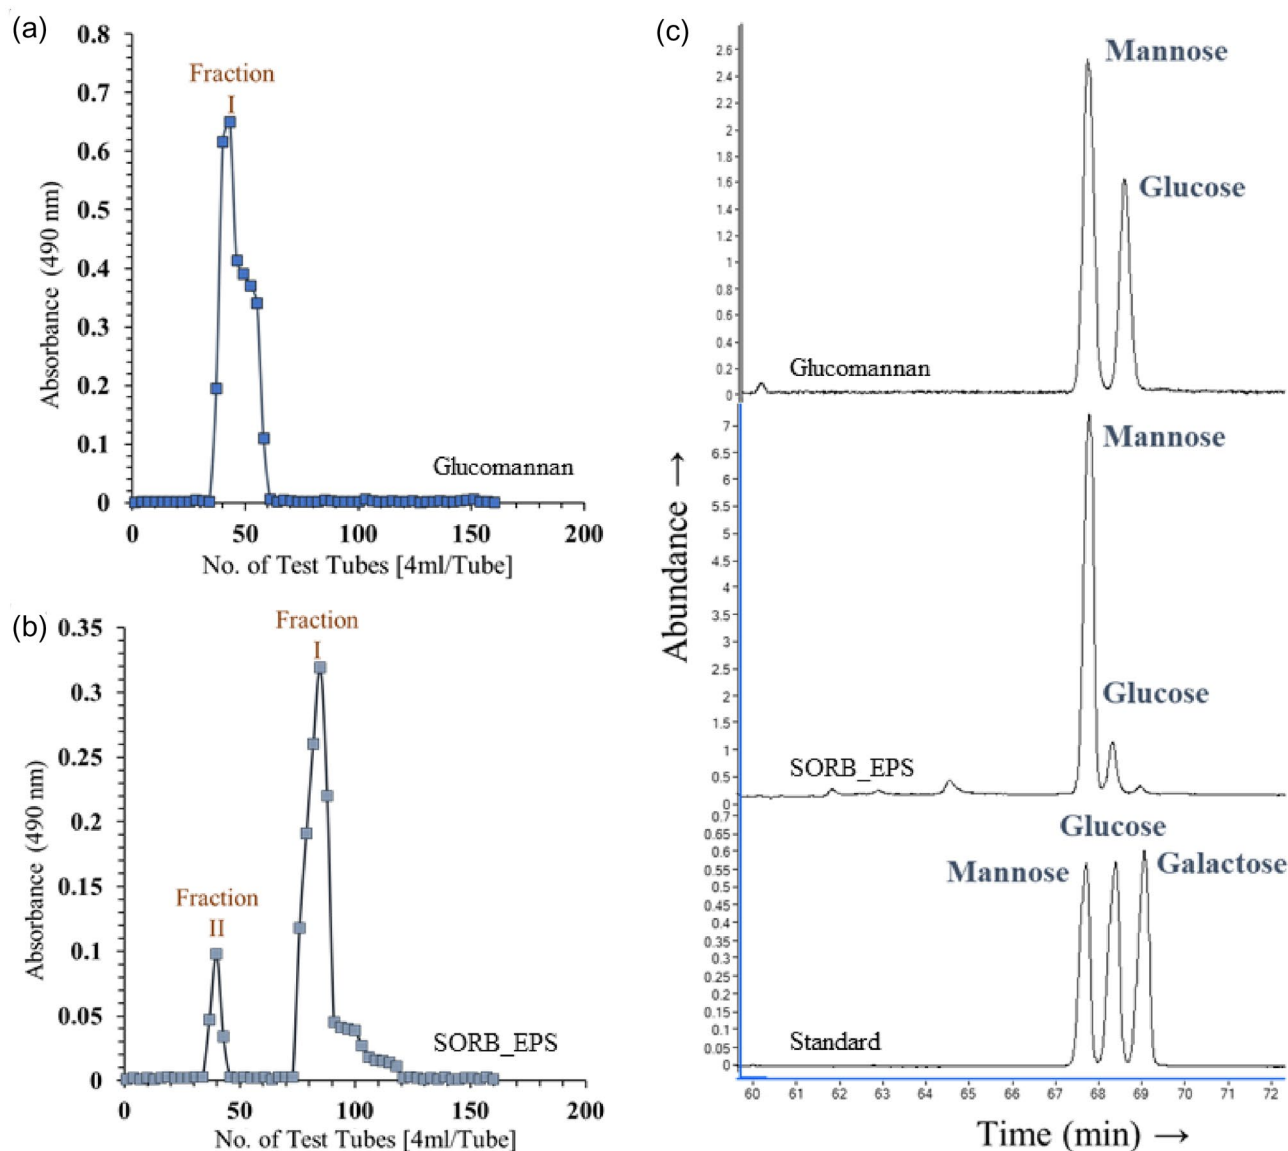 (a)
0.8
0.7
0.6
0.5
0.4
0.3
0.2
0.1
0
Absorbance (490 nm)
Fraction
I
Glucomannan
0 50 100 150 200
No. of Test Tubes [4ml/Tube]
(b)
0.35
0.3
0.25
0.2
0.15
0.1
0.05
0
Absorbance (490 nm)
Fraction
I
Fraction
II
SORB_EPS
0 50 100 150 200
No. of Test Tubes [4ml/Tube]
(c)
Abundance →
2.6
2.4
2.2
2
1.8
1.6
1.4
1.2
1
0.8
0.6
0.4
0.2
0
Mannose
Glucose
Glucomannan
7
6.5
6
5.5
5
4.5
4
3.5
3
2.5
2
1.5
1
0.5
0
Mannose
Glucose
SORB_EPS
0.7
0.65
0.6
0.55
0.5
0.45
0.4
0.35
0.3
0.25
0.2
0.15
0.1
0.05
0
Glucose
Mannose
Galactose
Standard
60 61 62 63 64 65 66 67 68 69 70 71 72
Time (min) →